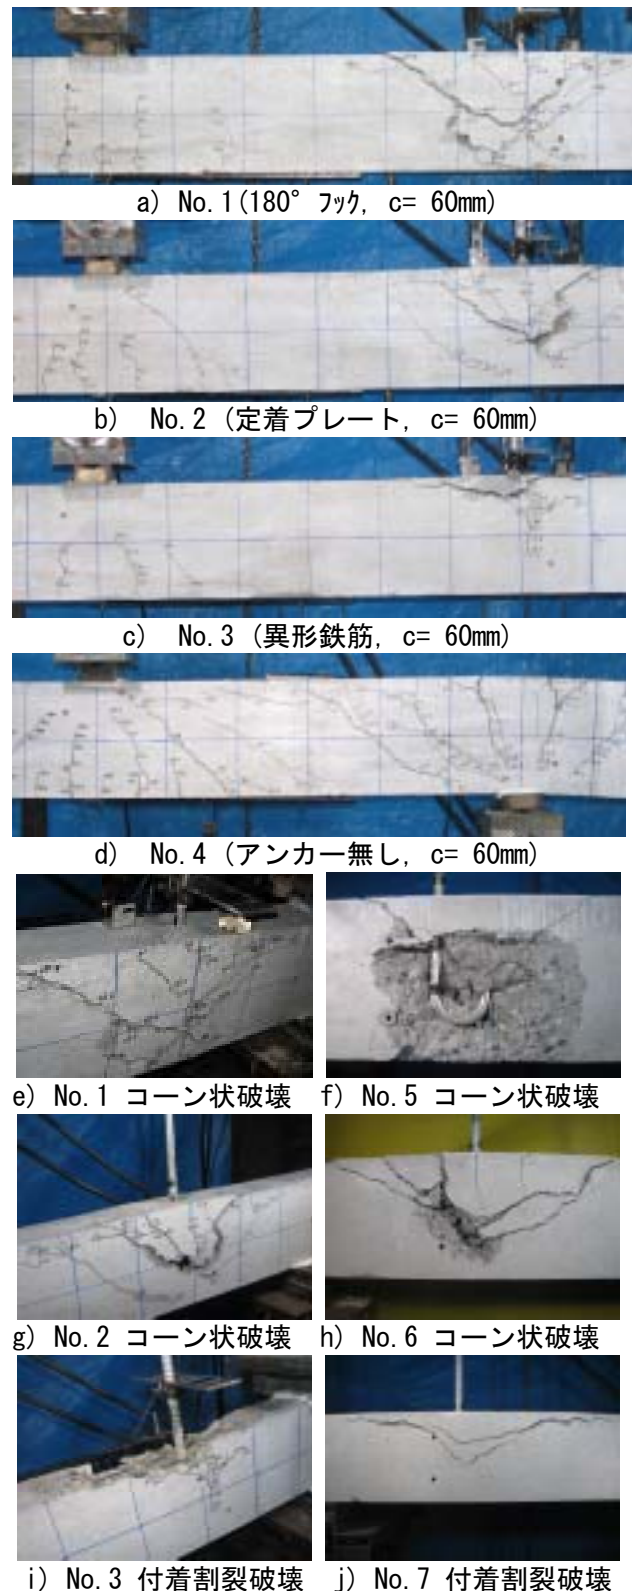 a) No.1(180° ﾌｯｸ, c= 60mm)
b) No.2 (定着プレート, c= 60mm)
c) No.3 (異形鉄筋, c= 60mm)
d) No.4 (アンカー無し, c= 60mm)
e) No.1 コーン状破壊 f) No.5 コーン状破壊
g) No.2 コーン状破壊 h) No.6 コーン状破壊
i) No.3 付着割裂破壊 j) No.7 付着割裂破壊